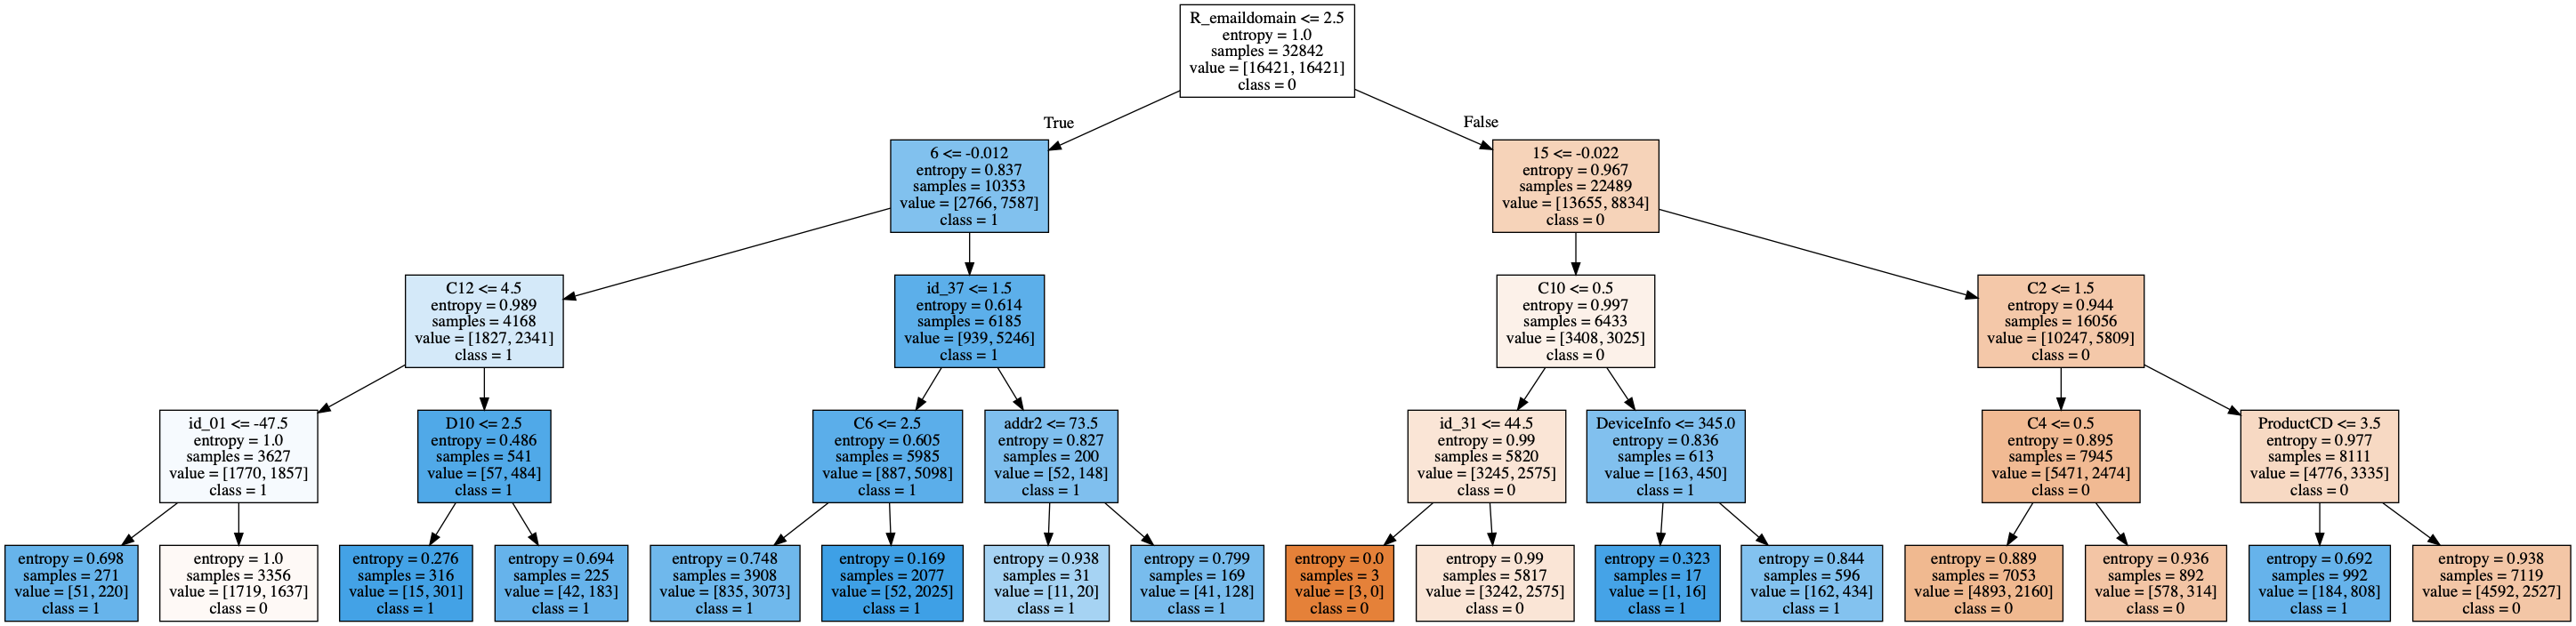 R_emaildomain <= 2.5
entropy = 1.0
samples = 32842
value = [16421, 16421]
class = 0
True
False
6 <= -0.012
entropy = 0.837
samples = 10353
value = [2766, 7587]
class = 1
15 <= -0.022
entropy = 0.967
samples = 22489
value = [13655, 8834]
class = 0
C12 <= 4.5
entropy = 0.989
samples = 4168
value = [1827, 2341]
class = 1
id_37 <= 1.5
entropy = 0.614
samples = 6185
value = [939, 5246]
class = 1
C10 <= 0.5
entropy = 0.997
samples = 6433
value = [3408, 3025]
class = 0
C2 <= 1.5
entropy = 0.944
samples = 16056
value = [10247, 5809]
class = 0
id_01 <= -47.5
entropy = 1.0
samples = 3627
value = [1770, 1857]
class = 1
D10 <= 2.5
entropy = 0.486
samples = 541
value = [57, 484]
class = 1
C6 <= 2.5
entropy = 0.605
samples = 5985
value = [887, 5098]
class = 1
addr2 <= 73.5
entropy = 0.827
samples = 200
value = [52, 148]
class = 1
id_31 <= 44.5
entropy = 0.99
samples = 5820
value = [3245, 2575]
class = 0
DeviceInfo <= 345.0
entropy = 0.836
samples = 613
value = [163, 450]
class = 1
C4 <= 0.5
entropy = 0.895
samples = 7945
value = [5471, 2474]
class = 0
ProductCD <= 3.5
entropy = 0.977
samples = 8111
value = [4776, 3335]
class = 0
entropy = 0.698
samples = 271
value = [51, 220]
class = 1
entropy = 1.0
samples = 3356
value = [1719, 1637]
class = 0
entropy = 0.276
samples = 316
value = [15, 301]
class = 1
entropy = 0.694
samples = 225
value = [42, 183]
class = 1
entropy = 0.748
samples = 3908
value = [835, 3073]
class = 1
entropy = 0.169
samples = 2077
value = [52, 2025]
class = 1
entropy = 0.938
samples = 31
value = [11, 20]
class = 1
entropy = 0.799
samples = 169
value = [41, 128]
class = 1
entropy = 0.0
samples = 3
value = [3, 0]
class = 0
entropy = 0.99
samples = 5817
value = [3242, 2575]
class = 0
entropy = 0.323
samples = 17
value = [1, 16]
class = 1
entropy = 0.844
samples = 596
value = [162, 434]
class = 1
entropy = 0.889
samples = 7053
value = [4893, 2160]
class = 0
entropy = 0.936
samples = 892
value = [578, 314]
class = 0
entropy = 0.692
samples = 992
value = [184, 808]
class = 1
entropy = 0.938
samples = 7119
value = [4592, 2527]
class = 0